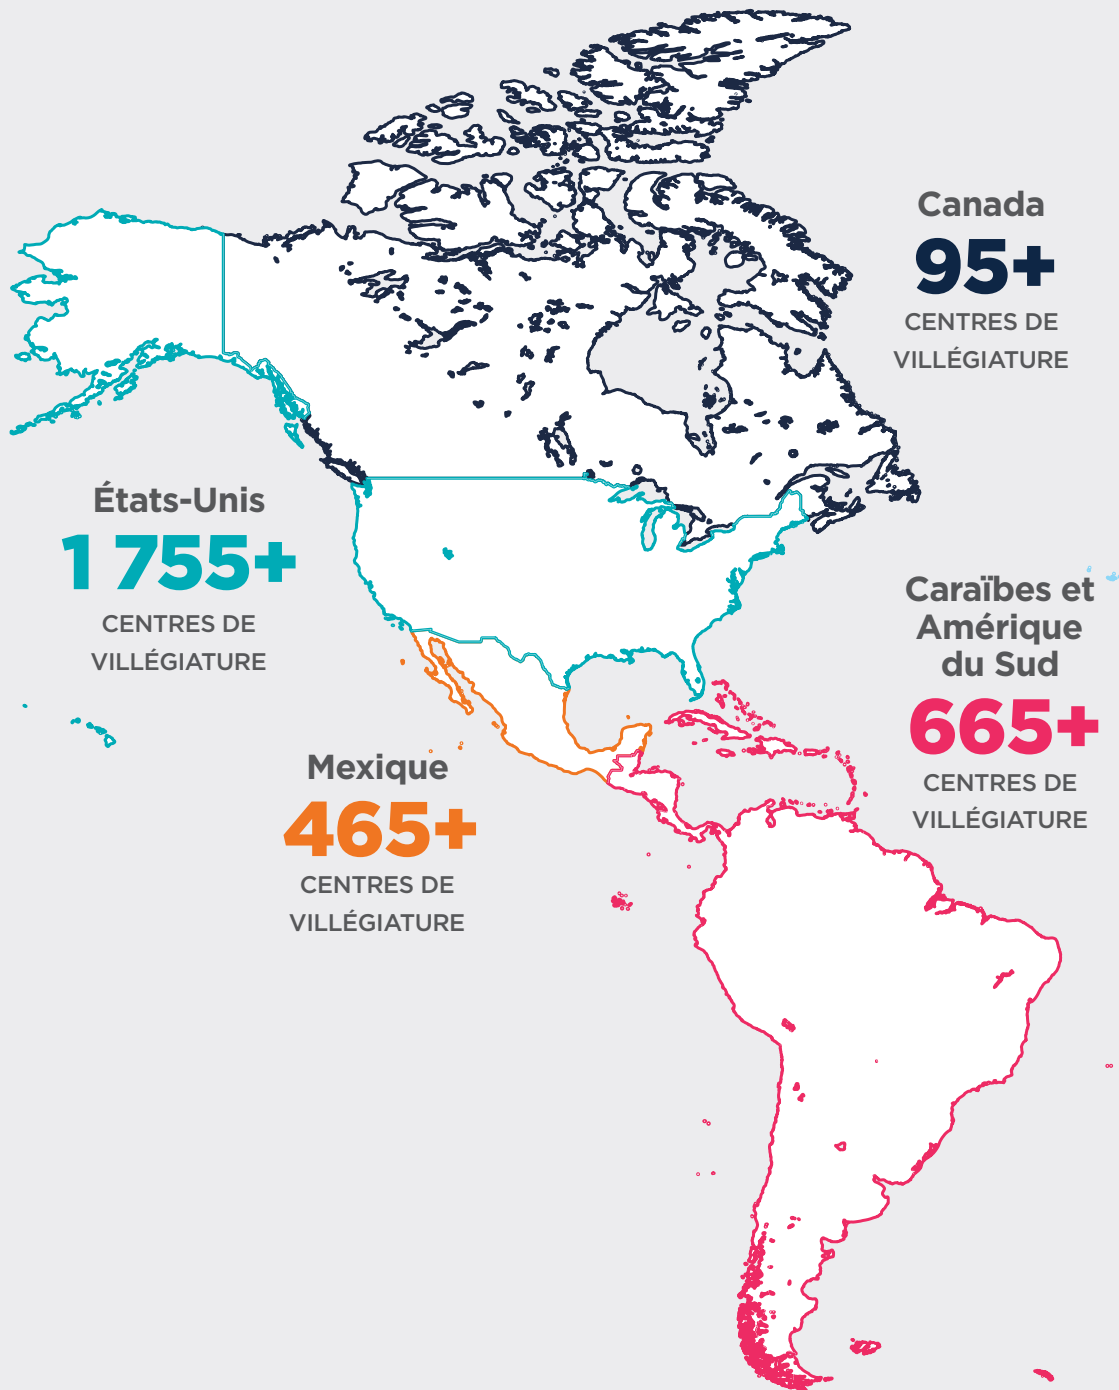 Canada
95+
CENTRES DE
VILLÉGIATURE
États-Unis
1 755+
CENTRES DE
VILLÉGIATURE
Caraïbes et
Amérique
du Sud
665+
CENTRES DE
VILLÉGIATURE
Mexique
465+
CENTRES DE
VILLÉGIATURE